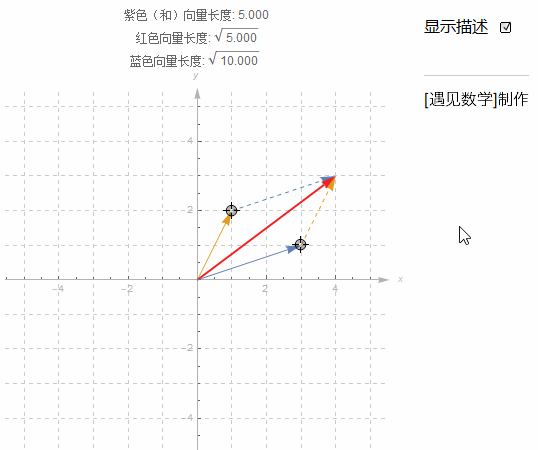 紫色（和）向量长度: 5.000
红色向量长度: √5.000
蓝色向量长度: √10.000
显示描述
[遇见数学]制作
y
4
2
-4
-2
2
4
x
-2
-4